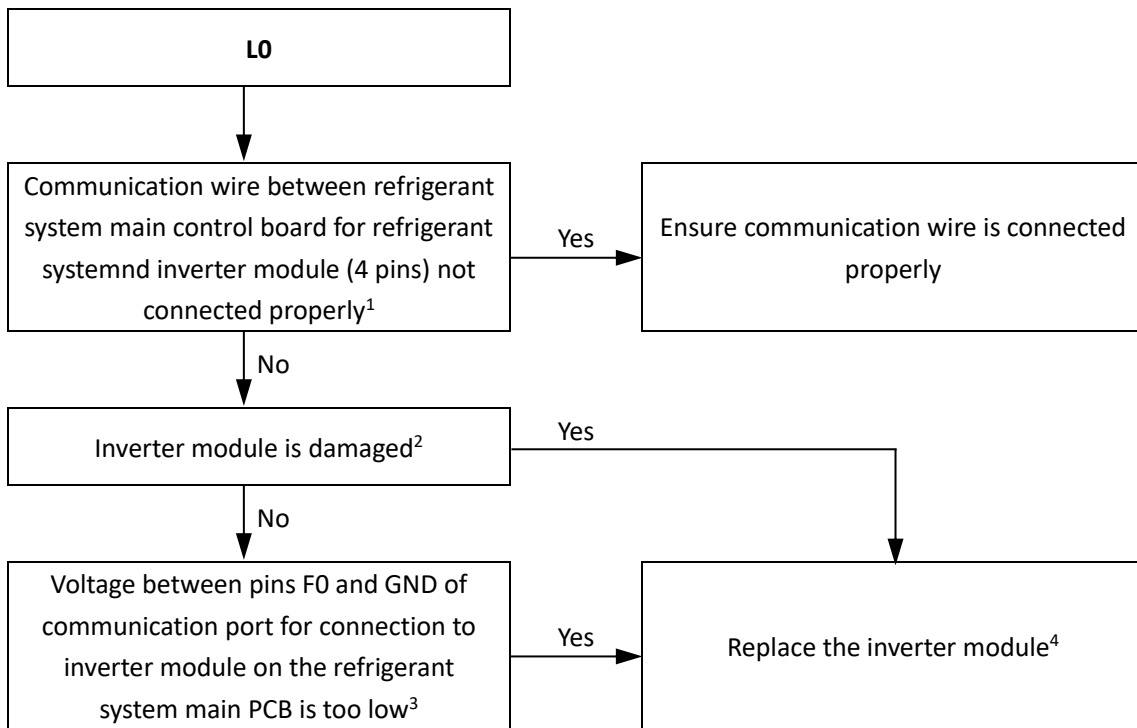 L0
Communication wire between refrigerant
system main control board for refrigerant
systemnd inverter module (4 pins) not
connected properly¹
Yes
Ensure communication wire is connected
properly
No
Inverter module is damaged²
Yes
No
Voltage between pins F0 and GND of
communication port for connection to
inverter module on the refrigerant
system main PCB is too low³
Yes
Replace the inverter module⁴